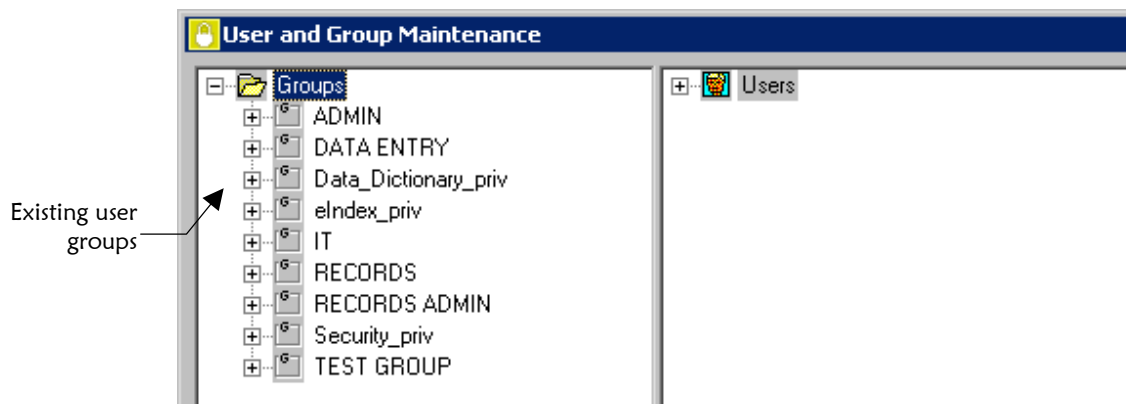 User and Group Maintenance
Groups
ADMIN
DATA ENTRY
Data_Dictionary_priv
eIndex_priv
IT
RECORDS
RECORDS ADMIN
Security_priv
TEST GROUP
Users
Existing user
groups